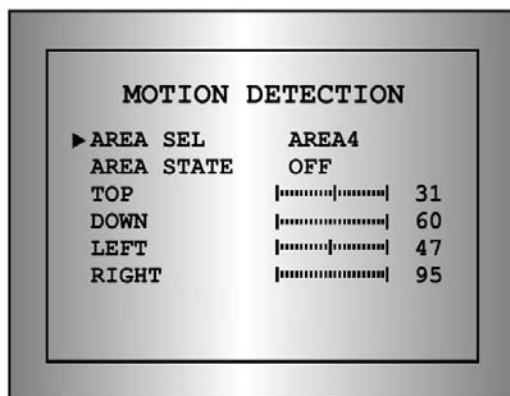 MOTION DETECTION
▶AREA SEL AREA4
AREA STATE OFF
TOP 31
DOWN 60
LEFT 47
RIGHT 95